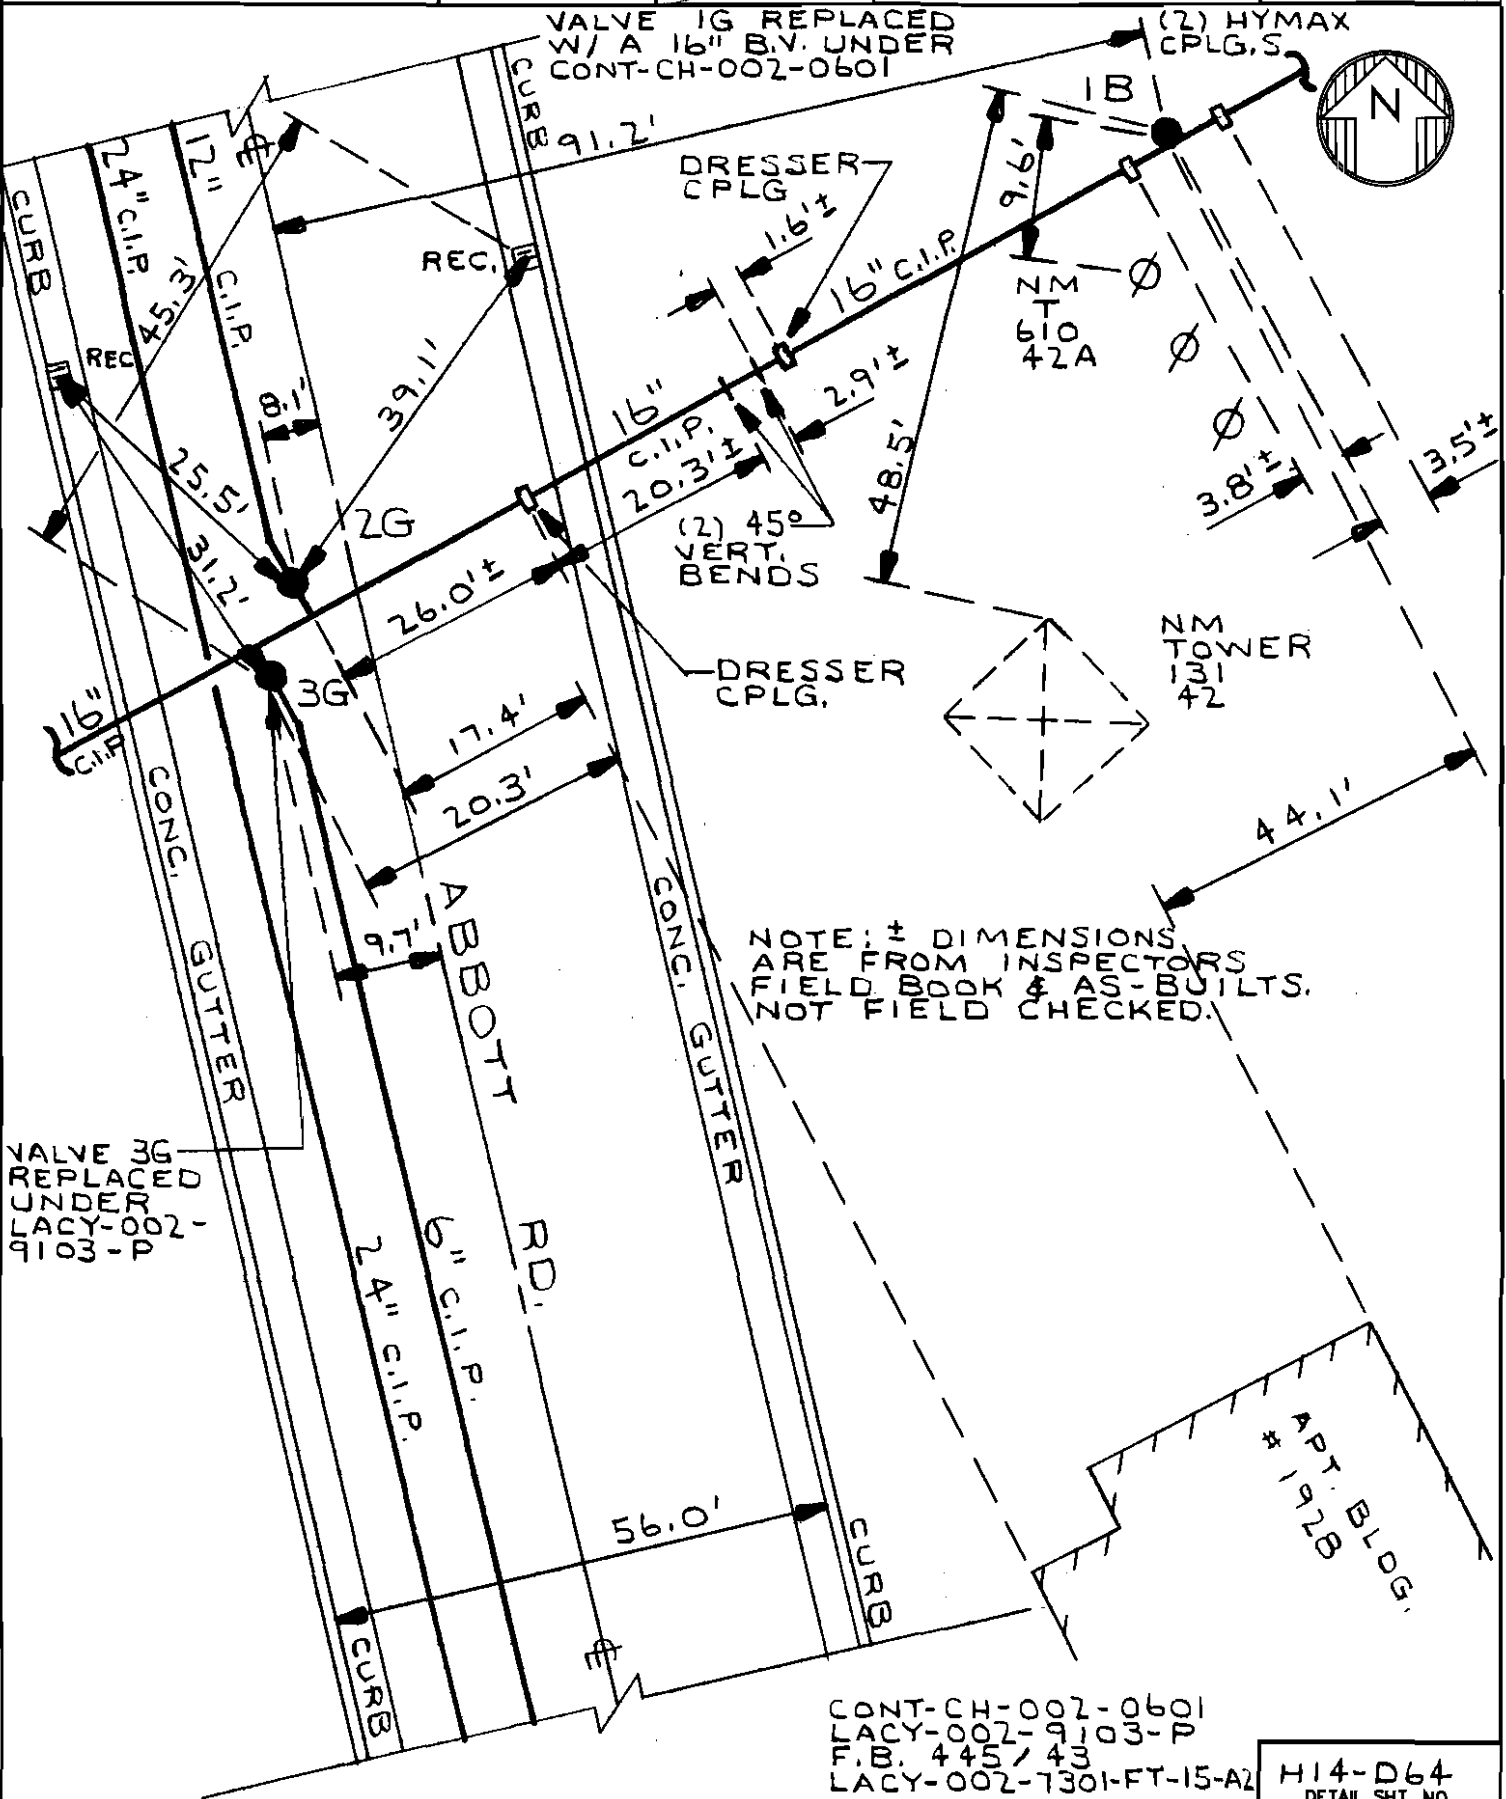 VALVE 1G REPLACED
W/ A 16" B.V. UNDER
CONT-CH-002-0601
(2) HYMAX
CPLG.S
N
1B
CURB
91.2'
DRESSER
CPLG
1.6'±
9.6'
24" C.I.P.
12"
C.I.P.
CURB
45.3'
REC.
REC
16" C.I.P.
NM
T
610
42A
8.1'
39.1'
2.9'±
16"
C.I.P.
20.3'±
48.5'
3.8'±
3.5'±
25.5'
2G
(2) 45°
VERT.
BENDS
31.2'
26.0'±
NM
TOWER
131
42
DRESSER
CPLG.
3G
16"
C.I.P.
17.4'
20.3'
44.1'
CONC. GUTTER
CONC. GUTTER
9.7'
ABBOTT RD.
NOTE: ± DIMENSIONS
ARE FROM INSPECTORS
FIELD BOOK & AS-BUILTS.
NOT FIELD CHECKED.
VALVE 3G
REPLACED
UNDER
LACY-002-
9103-P
24" C.I.P.
6" C.I.P.
APT. BLDG.
# 1928
56.0'
CURB
CURB
CONT-CH-002-0601
LACY-002-9103-P
F.B. 445/43
LACY-002-7301-FT-15-A2
H14-D64
DETAIL SHT. NO.